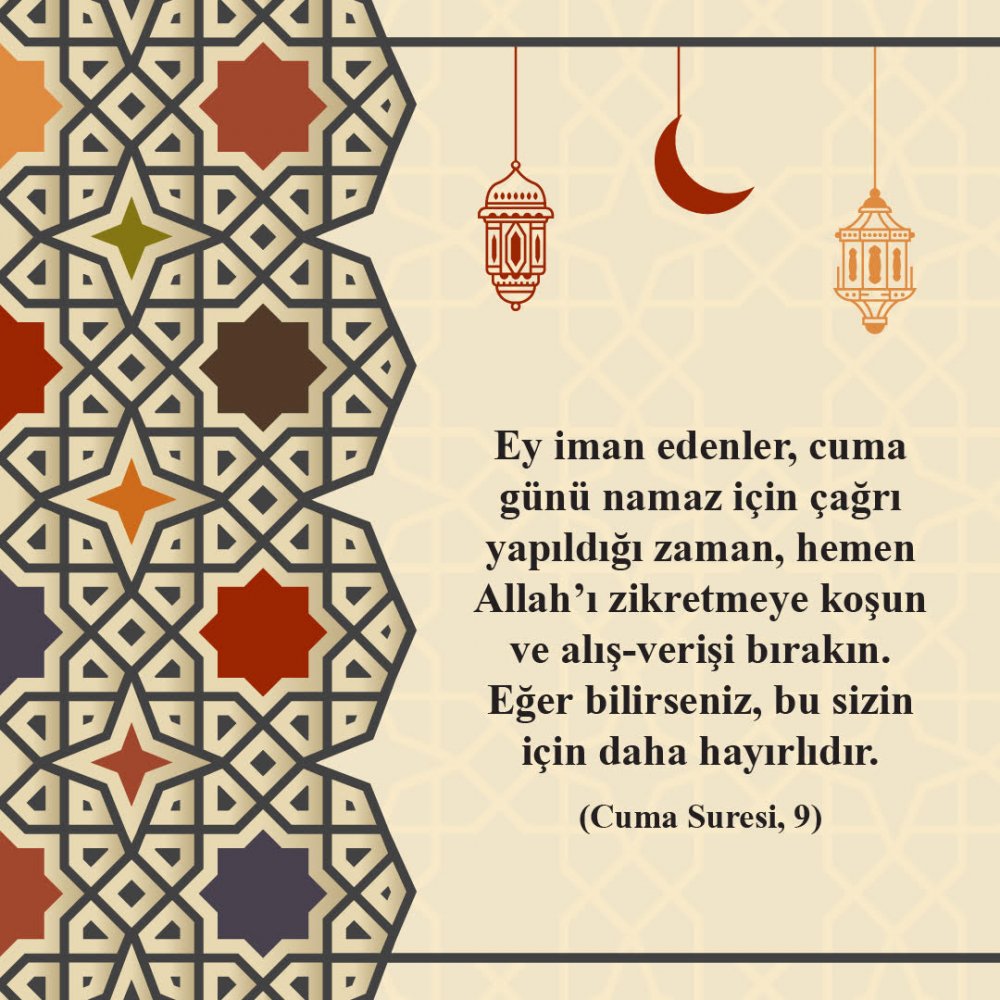 Ey iman edenler, cuma
günü namaz için çağrı
yapıldığı zaman, hemen
Allah’ı zikretmeye koşun
ve alış-verişi bırakın.
Eğer bilirseniz, bu sizin
için daha hayırlıdır.
(Cuma Suresi, 9)